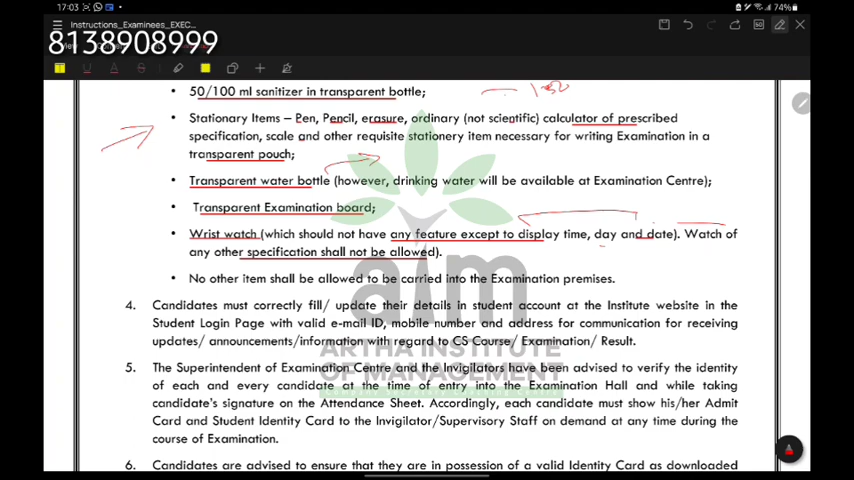 17:03
74%
Instructions_Examinees_EXEC...
8138908999
• 50/100 ml sanitizer in transparent bottle;
• Stationary Items – Pen, Pencil, erasure, ordinary (not scientific) calculator of prescribed
specification, scale and other requisite stationery item necessary for writing Examination in a
transparent pouch;
• Transparent water bottle (however, drinking water will be available at Examination Centre);
• Transparent Examination board;
• Wrist watch (which should not have any feature except to display time, day and date). Watch of
any other specification shall not be allowed).
• No other item shall be allowed to be carried into the Examination premises.
4. Candidates must correctly fill/ update their details in student account at the Institute website in the
Student Login Page with valid e-mail ID, mobile number and address for communication for receiving
updates/ announcements/information with regard to CS Course/ Examination/ Result.
5. The Superintendent of Examination Centre and the Invigilators have been advised to verify the identity
of each and every candidate at the time of entry into the Examination Hall and while taking
candidate's signature on the Attendance Sheet. Accordingly, each candidate must show his/her Admit
Card and Student Identity Card to the Invigilator/Supervisory Staff on demand at any time during the
course of Examination.
6. Candidates are advised to ensure that they are in possession of a valid Identity Card as downloaded
aim
ARTHA INSTITUTE
OF MANAGEMENT